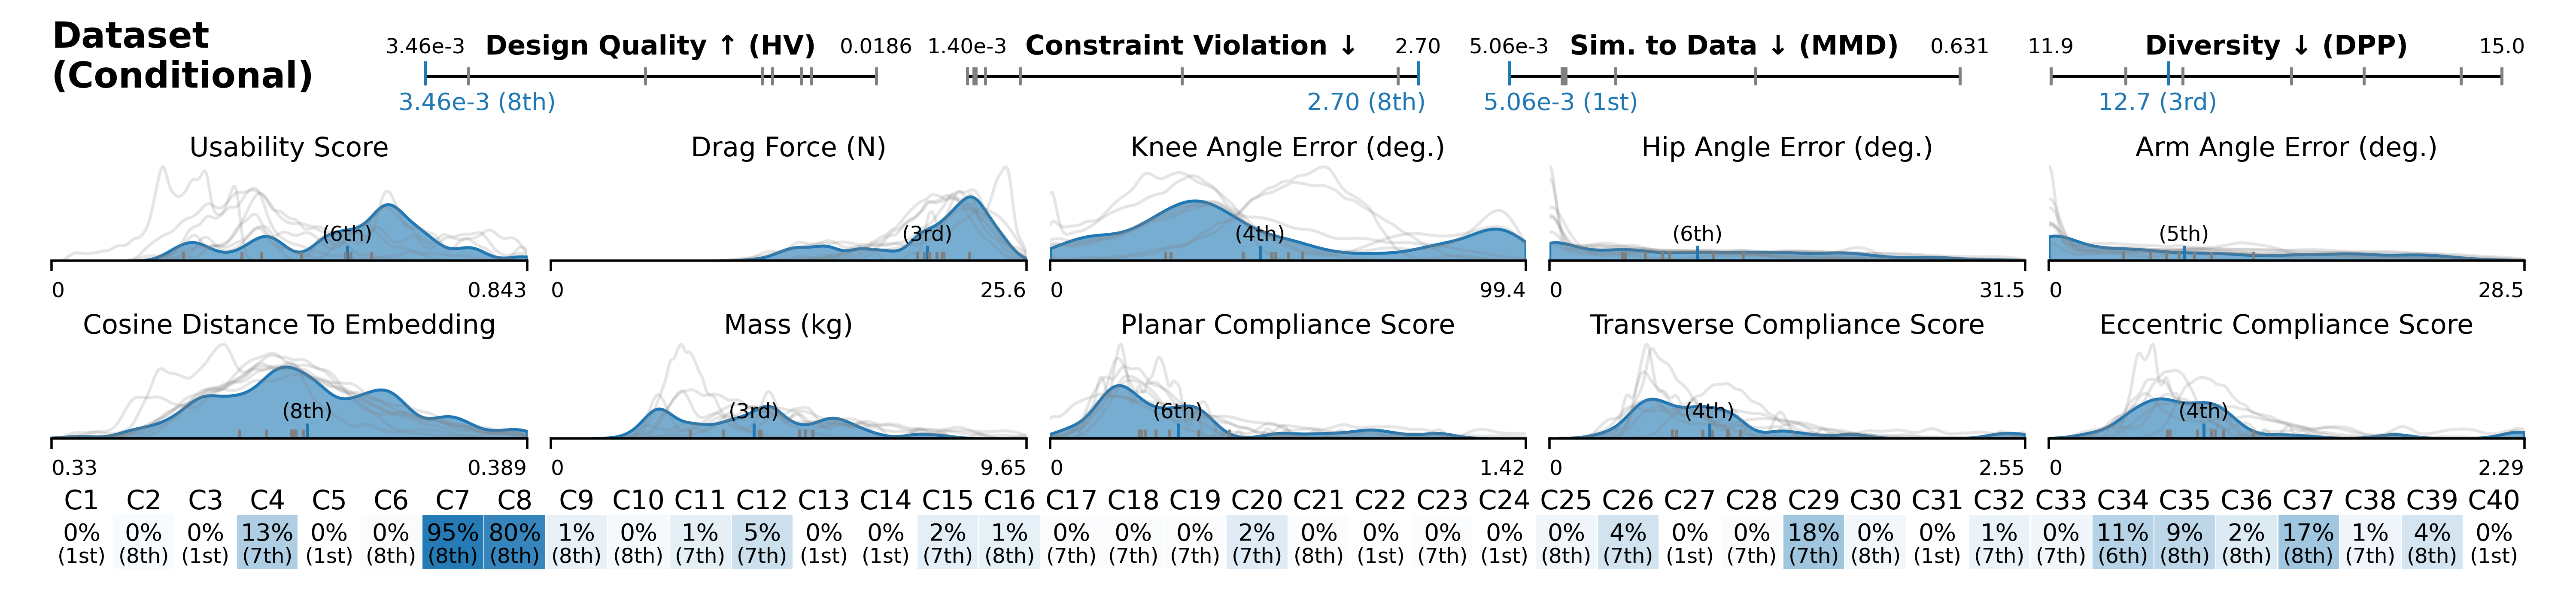 Dataset
(Conditional)
3.46e-3 Design Quality ↑ (HV) 0.0186
3.46e-3 (8th)
1.40e-3 Constraint Violation ↓ 2.70
2.70 (8th)
5.06e-3 Sim. to Data ↓ (MMD) 0.631
5.06e-3 (1st)
11.9 Diversity ↓ (DPP) 15.0
12.7 (3rd)
Usability Score
(6th)
0 0.843
Drag Force (N)
(3rd)
0 25.6
Knee Angle Error (deg.)
(4th)
0 99.4
Hip Angle Error (deg.)
(6th)
0 31.5
Arm Angle Error (deg.)
(5th)
0 28.5
Cosine Distance To Embedding
(8th)
0.33 0.389
Mass (kg)
(3rd)
0 9.65
Planar Compliance Score
(6th)
0 1.42
Transverse Compliance Score
(4th)
0 2.55
Eccentric Compliance Score
(4th)
0 2.29
C1 C2 C3 C4 C5 C6 C7 C8 C9 C10 C11 C12 C13 C14 C15 C16 C17 C18 C19 C20 C21 C22 C23 C24 C25 C26 C27 C28 C29 C30 C31 C32 C33 C34 C35 C36 C37 C38 C39 C40
0% 0% 0% 13% 0% 0% 95% 80% 1% 0% 1% 5% 0% 0% 2% 1% 0% 0% 0% 2% 0% 0% 0% 0% 0% 4% 0% 0% 18% 0% 0% 1% 0% 11% 9% 2% 17% 1% 4% 0%
(1st) (8th) (1st) (7th) (1st) (8th) (8th) (8th) (8th) (8th) (7th) (7th) (1st) (1st) (7th) (8th) (7th) (7th) (7th) (7th) (8th) (1st) (7th) (1st) (8th) (7th) (1st) (7th) (7th) (8th) (1st) (7th) (7th) (6th) (8th) (8th) (8th) (7th) (8th) (1st)